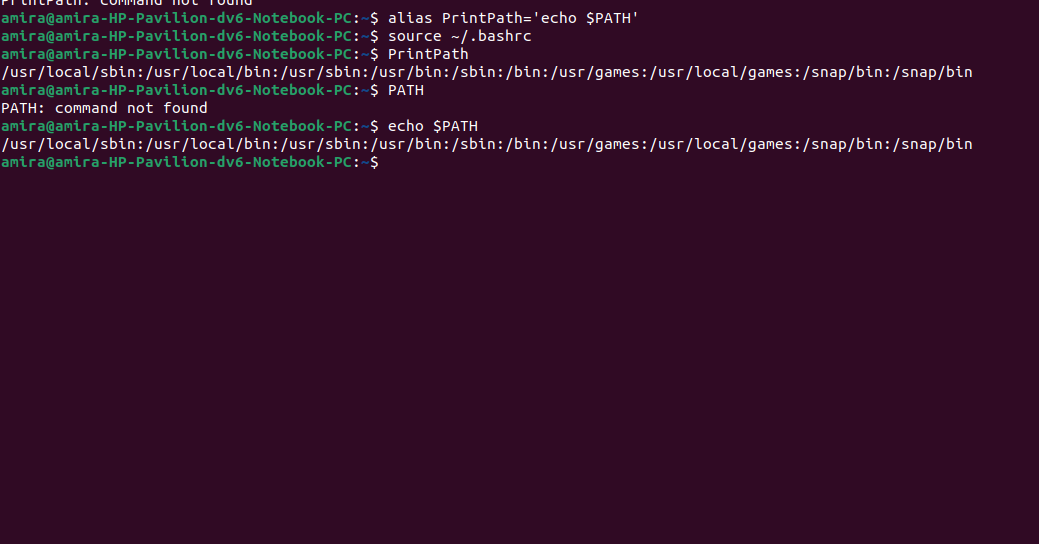 PrintPath: command not found
amira@amira-HP-Pavilion-dv6-Notebook-PC:~$ alias PrintPath='echo $PATH'
amira@amira-HP-Pavilion-dv6-Notebook-PC:~$ source ~/.bashrc
amira@amira-HP-Pavilion-dv6-Notebook-PC:~$ PrintPath
/usr/local/sbin:/usr/local/bin:/usr/sbin:/usr/bin:/sbin:/bin:/usr/games:/usr/local/games:/snap/bin:/snap/bin
amira@amira-HP-Pavilion-dv6-Notebook-PC:~$ PATH
PATH: command not found
amira@amira-HP-Pavilion-dv6-Notebook-PC:~$ echo $PATH
/usr/local/sbin:/usr/local/bin:/usr/sbin:/usr/bin:/sbin:/bin:/usr/games:/usr/local/games:/snap/bin:/snap/bin
amira@amira-HP-Pavilion-dv6-Notebook-PC:~$